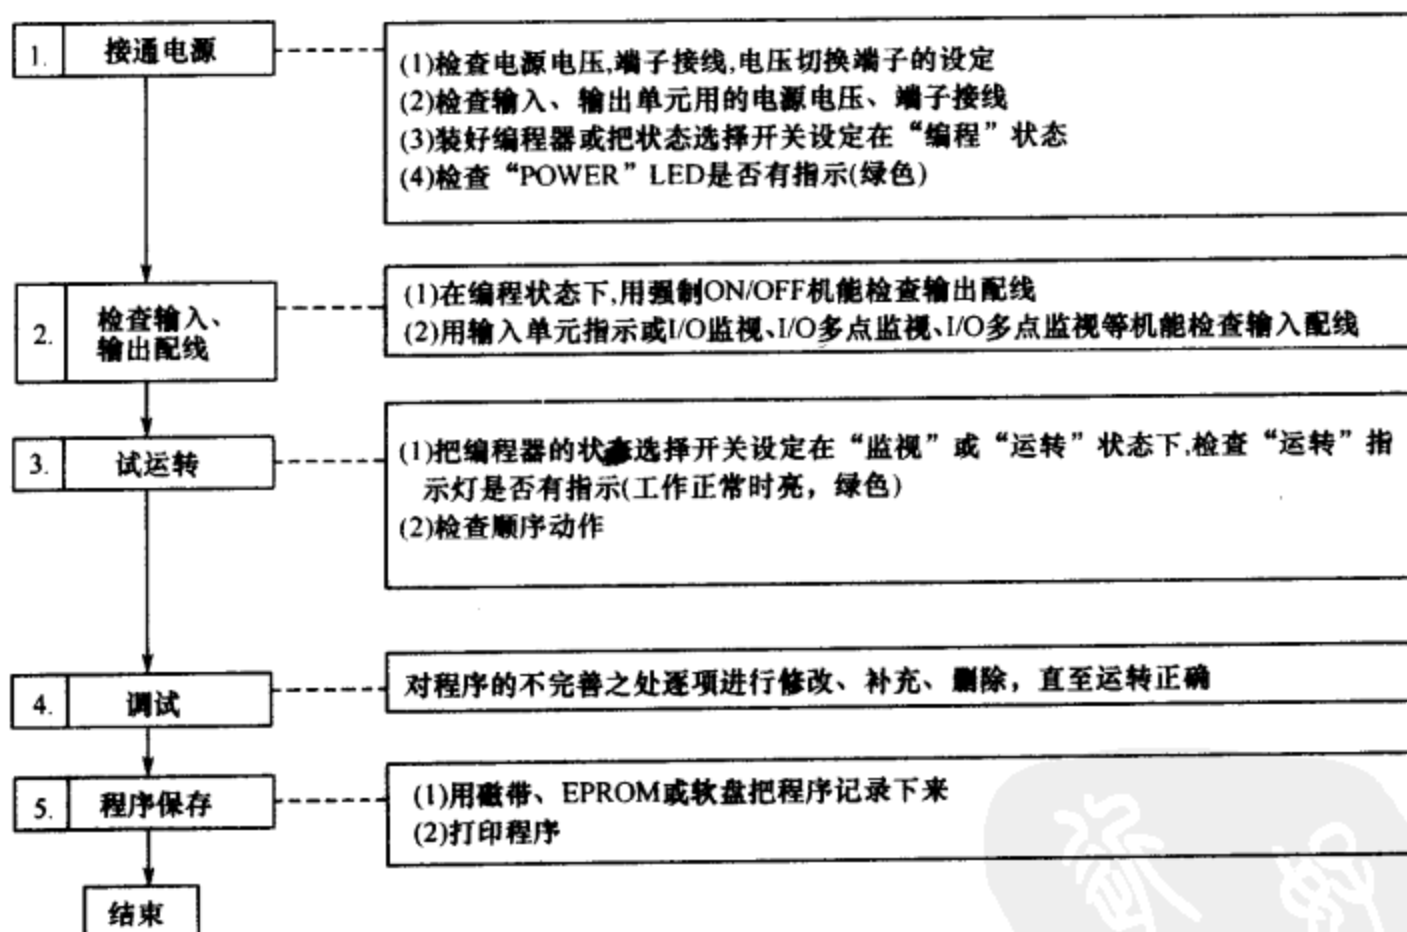 1. 接通电源
(1)检查电源电压,端子接线,电压切换端子的设定
(2)检查输入、输出单元用的电源电压、端子接线
(3)装好编程器或把状态选择开关设定在“编程”状态
(4)检查“POWER”LED是否有指示(绿色)
2. 检查输入、
输出配线
(1)在编程状态下,用强制ON/OFF机能检查输出配线
(2)用输入单元指示或I/O监视、I/O多点监视、I/O多点监视等机能检查输入配线
3. 试运转
(1)把编程器的状态选择开关设定在“监视”或“运转”状态下,检查“运转”指
示灯是否有指示(工作正常时亮，绿色)
(2)检查顺序动作
4. 调试
对程序的不完善之处逐项进行修改、补充、删除，直至运转正确
5. 程序保存
(1)用磁带、EPROM或软盘把程序记录下来
(2)打印程序
结束